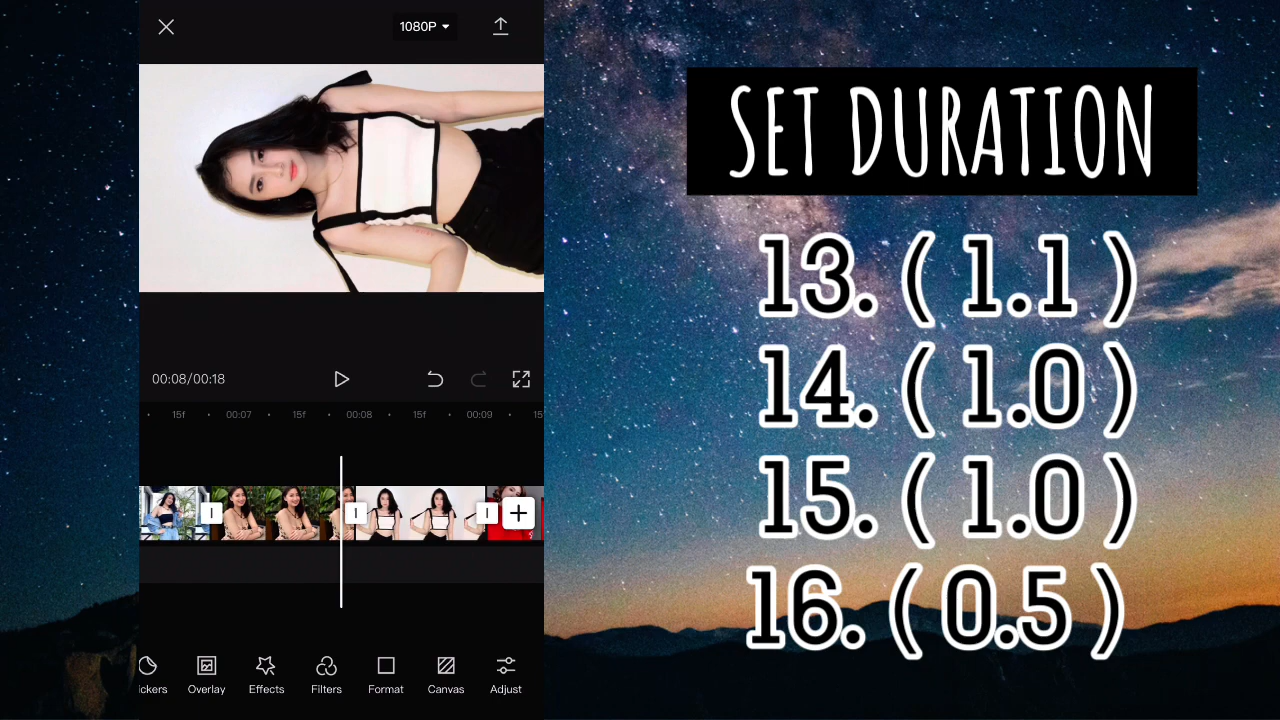 1080P
00:08/00:18
15f 00:07 15f 00:08 15f 00:09 15
ickers Overlay Effects Filters Format Canvas Adjust
SET DURATION
13. ( 1.1 )
14. ( 1.0 )
15. ( 1.0 )
16. ( 0.5 )